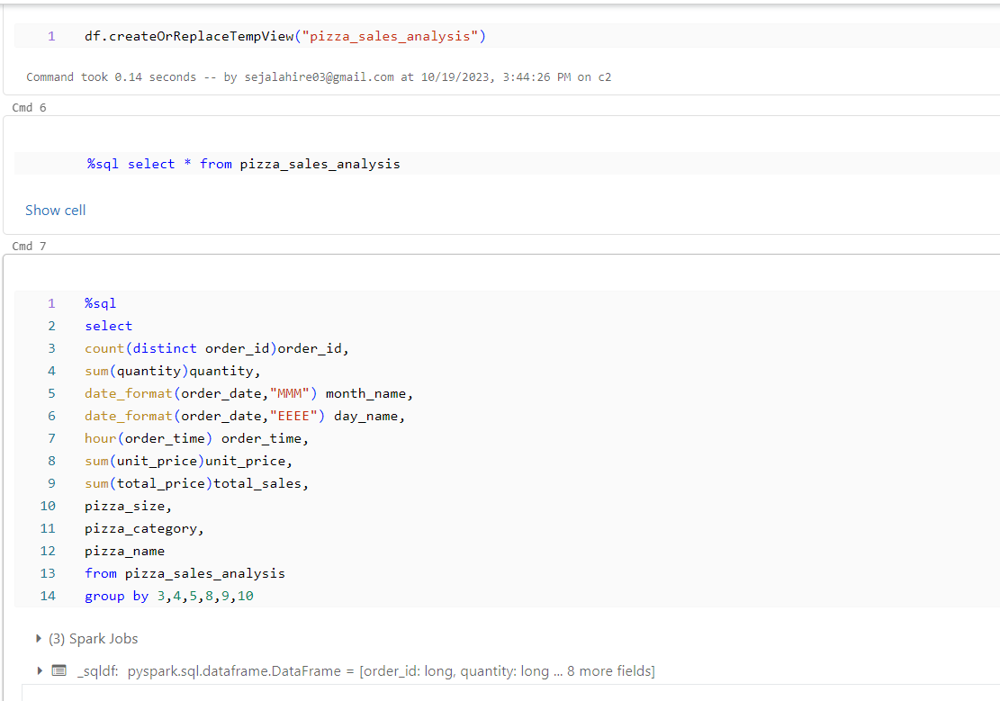 1 df.createOrReplaceTempView("pizza_sales_analysis")
Command took 0.14 seconds -- by sejalahire03@gmail.com at 10/19/2023, 3:44:26 PM on c2
Cmd 6
%sql select * from pizza_sales_analysis
Show cell
Cmd 7
1 %sql
2 select
3 count(distinct order_id)order_id,
4 sum(quantity)quantity,
5 date_format(order_date,"MMM") month_name,
6 date_format(order_date,"EEEE") day_name,
7 hour(order_time) order_time,
8 sum(unit_price)unit_price,
9 sum(total_price)total_sales,
10 pizza_size,
11 pizza_category,
12 pizza_name
13 from pizza_sales_analysis
14 group by 3,4,5,8,9,10
(3) Spark Jobs
_sqldf: pyspark.sql.dataframe.DataFrame = [order_id: long, quantity: long ... 8 more fields]